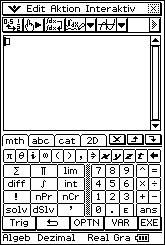 Edit Aktion Interaktiv
mth abc cat 2D
π θ i ∞ ( ) , ⇒ x y z t ←
Σ ∏ lim 7 8 9 ^ =
diff ∫ int 4 5 6 × ÷
! nPr nCr 1 2 3 + −
solv dSlv ' 0 . E ← ans
Trig OPTN VAR EXE
Algeb Dezimal Real Gra